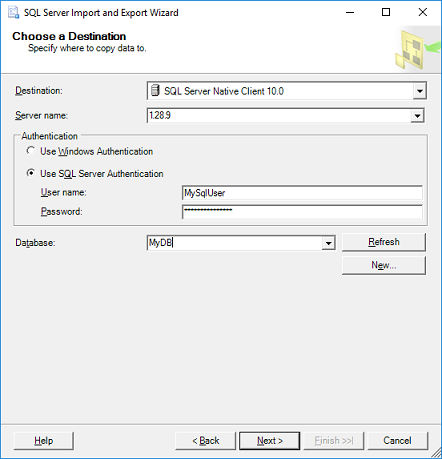 SQL Server Import and Export Wizard
Choose a Destination
Specify where to copy data to.
Destination: SQL Server Native Client 10.0
Server name: 1.28.9
Authentication
Use Windows Authentication
Use SQL Server Authentication
User name: MySqlUser
Password: ***************
Database: MyDB Refresh
New...
Help < Back Next > Finish >>| Cancel